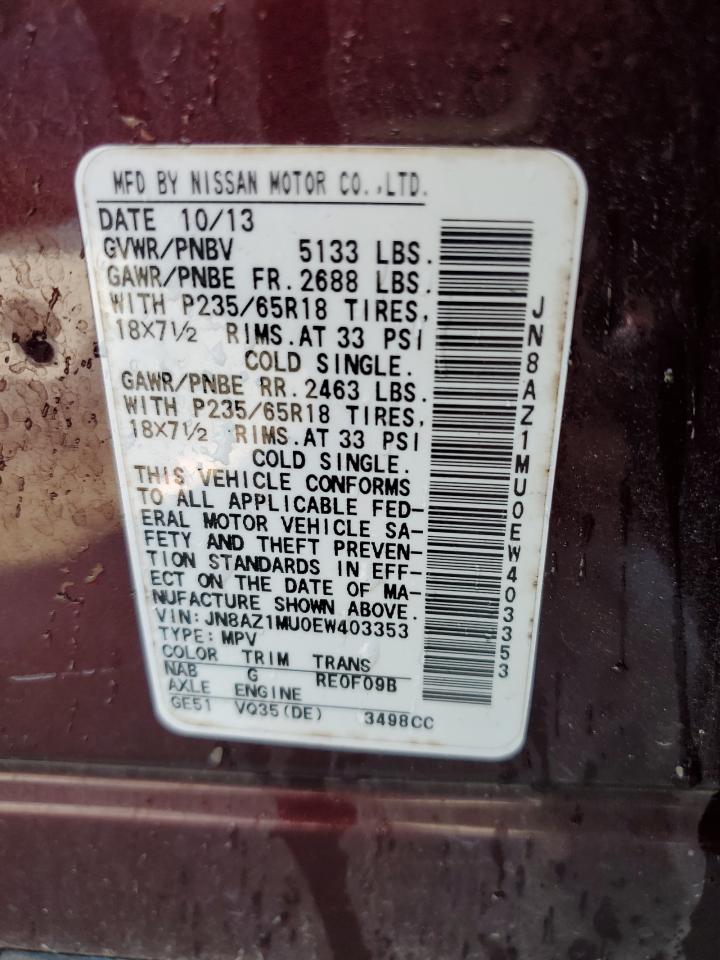 MFD BY NISSAN MOTOR CO.,LTD.
DATE 10/13
GVWR/PNBV 5133 LBS.
GAWR/PNBE FR.2688 LBS.
WITH P235/65R18 TIRES,
18X7½ RIMS.AT 33 PSI
COLD SINGLE.
GAWR/PNBE RR.2463 LBS.
WITH P235/65R18 TIRES,
18X7½ RIMS.AT 33 PSI
COLD SINGLE.
THIS VEHICLE CONFORMS
TO ALL APPLICABLE FED-
ERAL MOTOR VEHICLE SA-
FETY AND THEFT PREVEN-
TION STANDARDS IN EFF-
ECT ON THE DATE OF MA-
NUFACTURE SHOWN ABOVE.
VIN:JN8AZ1MU0EW403353
TYPE:MPV
COLOR TRIM TRANS
NAB G RE0F09B
AXLE ENGINE
GE51 VQ35(DE) 3498CC
JN8AZ1MU0EW403353